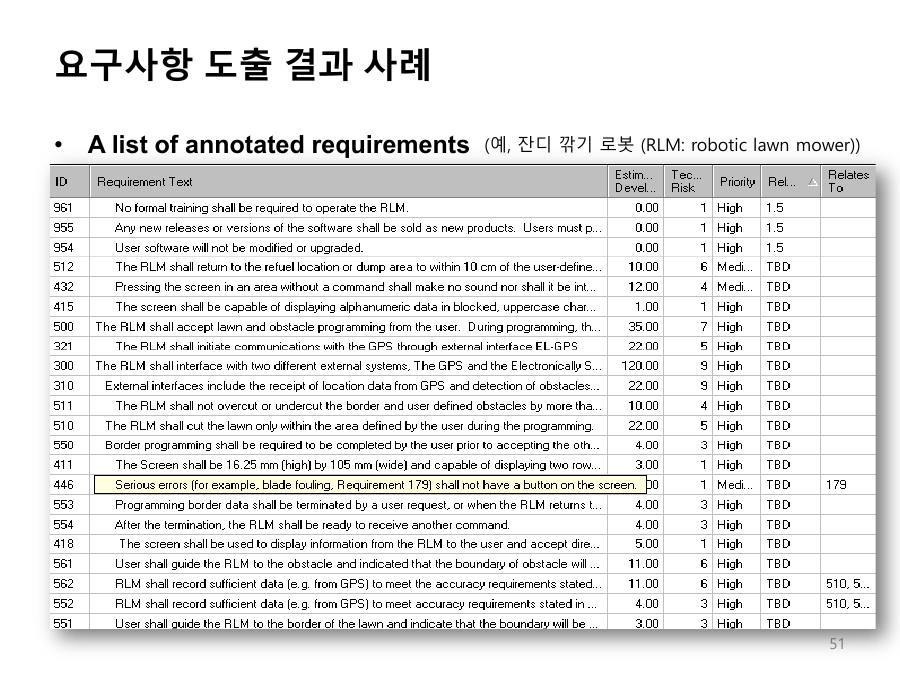 요구사항 도출 결과 사례
• A list of annotated requirements (예, 잔디 깎기 로봇 (RLM: robotic lawn mower))
ID Requirement Text Estim... Devel... Tec... Risk Priority Rel... Relates To
961 No formal training shall be required to operate the RLM. 0.00 1 High 1.5
955 Any new releases or versions of the software shall be sold as new products. Users must p... 0.00 1 High 1.5
954 User software will not be modified or upgraded. 0.00 1 High 1.5
512 The RLM shall return to the refuel location or dump area to within 10 cm of the user-define... 10.00 6 Medi... TBD
432 Pressing the screen in an area without a command shall make no sound nor shall it be int... 12.00 4 Medi... TBD
415 The screen shall be capable of displaying alphanumeric data in blocked, uppercase char... 1.00 1 High TBD
500 The RLM shall accept lawn and obstacle programming from the user. During programming, th... 35.00 7 High TBD
321 The RLM shall initiate communications with the GPS through external interface EL-GPS 22.00 5 High TBD
300 The RLM shall interface with two different external systems, The GPS and the Electronically S... 120.00 9 High TBD
310 External interfaces include the receipt of location data from GPS and detection of obstacles... 22.00 9 High TBD
511 The RLM shall not overcut or undercut the border and user defined obstacles by more tha... 10.00 4 High TBD
510 The RLM shall cut the lawn only within the area defined by the user during the programming. 22.00 5 High TBD
550 Border programming shall be required to be completed by the user prior to accepting the oth... 4.00 3 High TBD
411 The Screen shall be 16.25 mm (high) by 105 mm (wide) and capable of displaying two row... 3.00 1 High TBD
446 Serious errors (for example, blade fouling, Requirement 179) shall not have a button on the screen. 00 1 Medi... TBD 179
553 Programming border data shall be terminated by a user request, or when the RLM returns t... 4.00 3 High TBD
554 After the termination, the RLM shall be ready to receive another command. 4.00 3 High TBD
418 The screen shall be used to display information from the RLM to the user and accept dire... 5.00 1 High TBD
561 User shall guide the RLM to the obstacle and indicated that the boundary of obstacle will ... 11.00 6 High TBD
562 RLM shall record sufficient data (e.g. from GPS) to meet the accuracy requirements stated... 11.00 6 High TBD 510, 5...
552 RLM shall record sufficient data (e.g. from GPS) to meet accuracy requirements stated in ... 4.00 3 High TBD 510, 5...
551 User shall guide the RLM to the border of the lawn and indicate that the boundary will be ... 3.00 3 High TBD
51